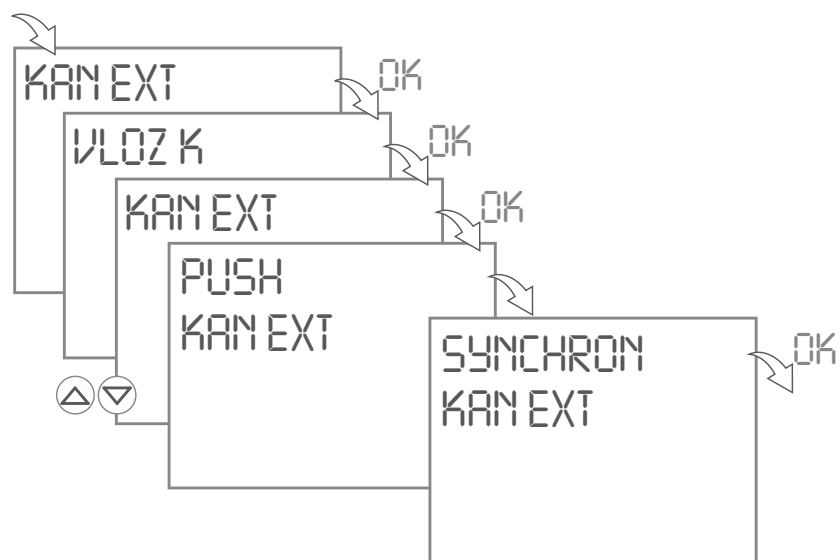 KAN EXT
OK
VLOZ K
OK
KAN EXT
OK
PUSH
KAN EXT
SYNCHRON
KAN EXT
OK